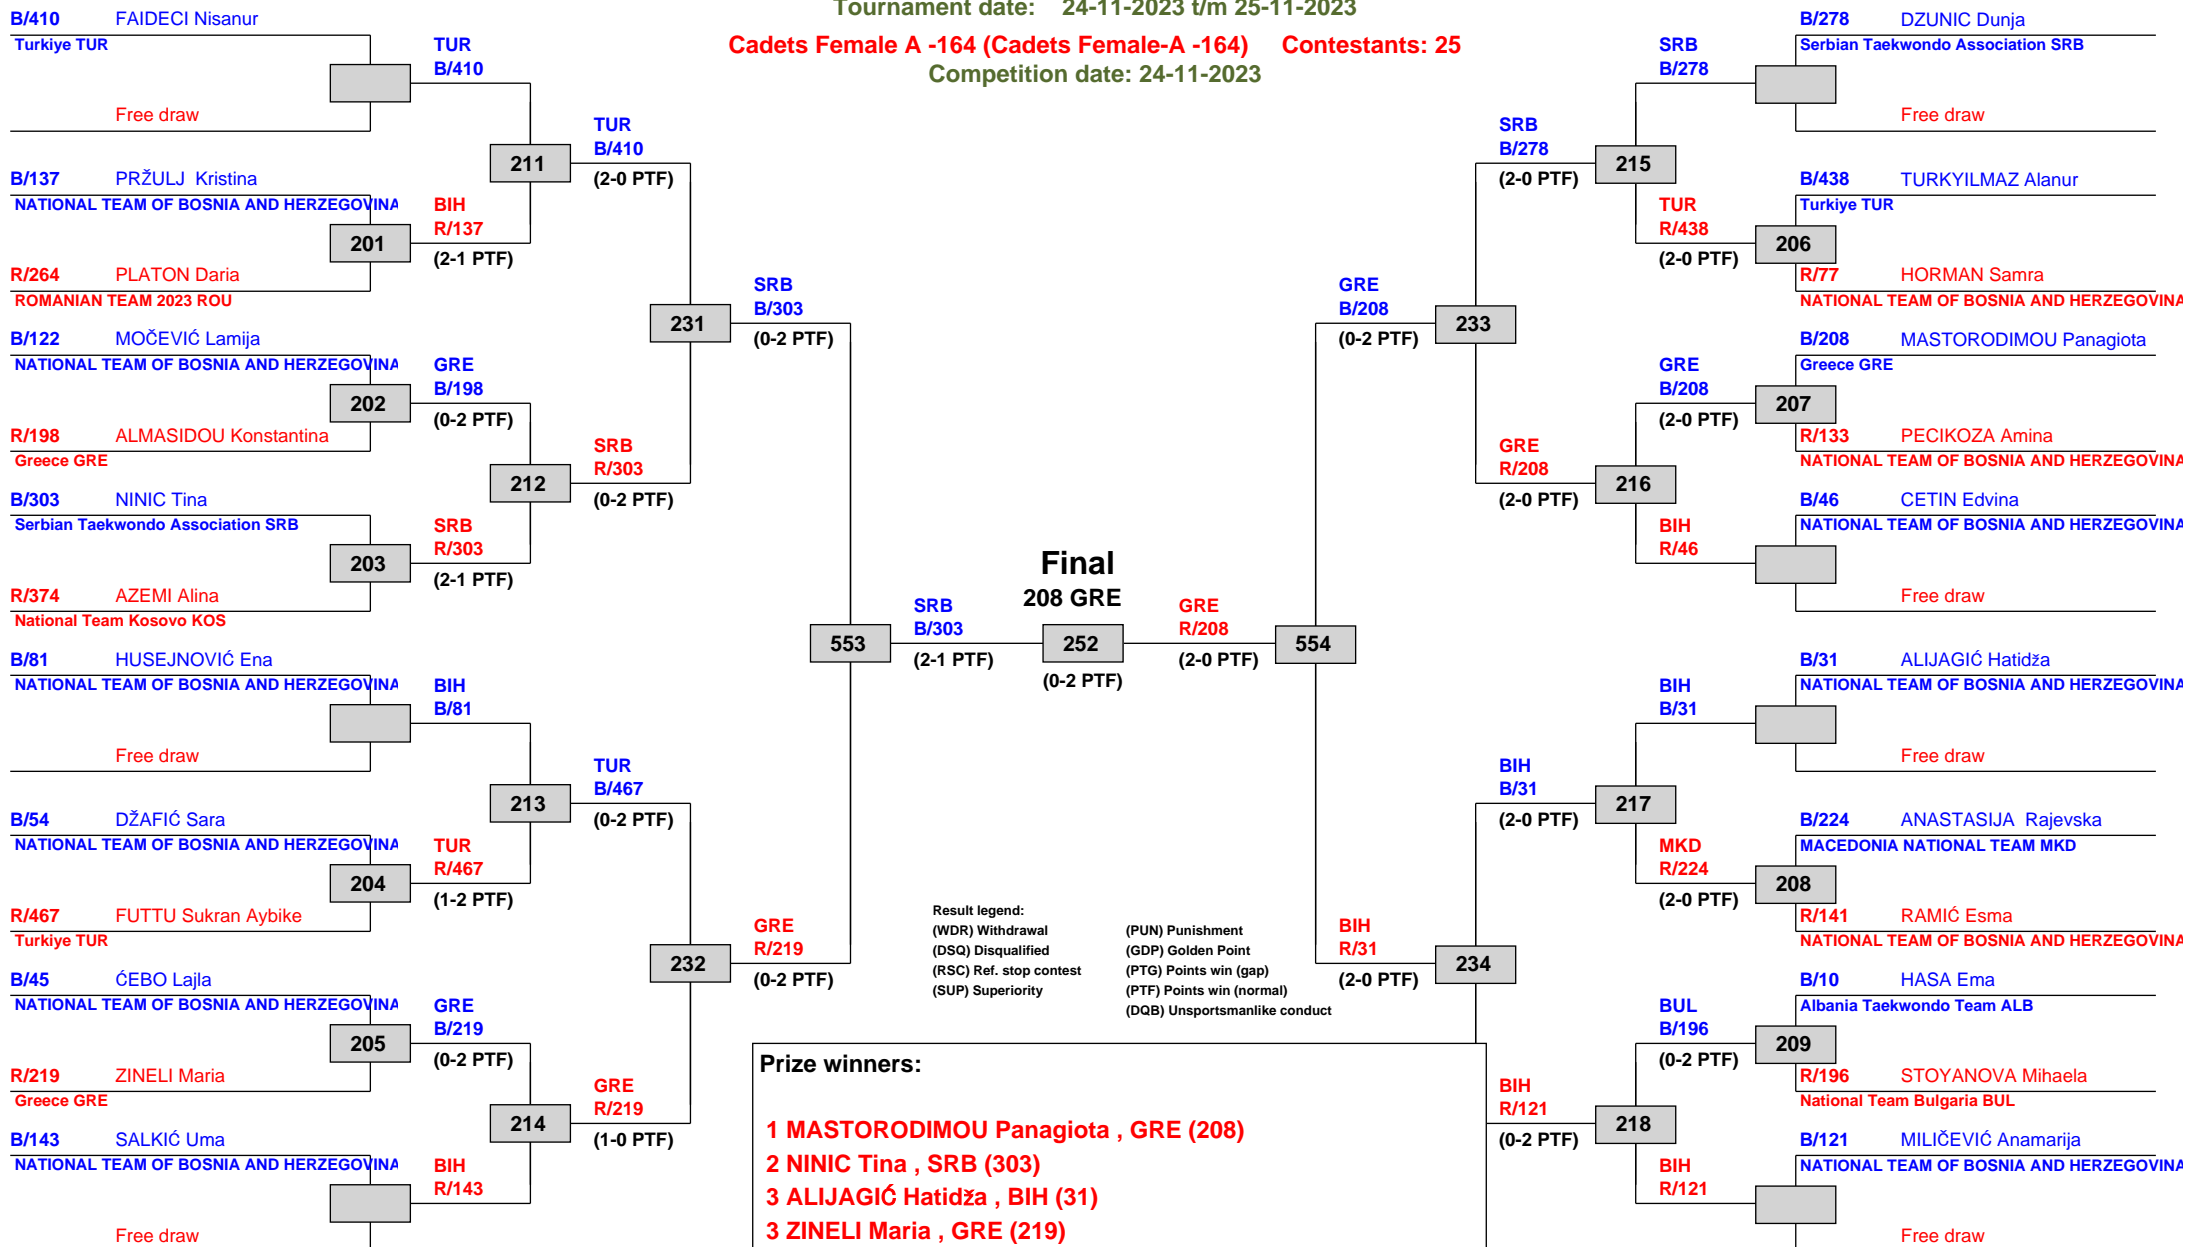 Tournament date: 24-11-2023 t/m 25-11-2023
Cadets Female A -164 (Cadets Female-A -164) Contestants: 25
Competition date: 24-11-2023
B/410 FAIDECI Nisanur
Turkiye TUR
Free draw
B/137 PRŽULJ Kristina
NATIONAL TEAM OF BOSNIA AND HERZEGOVINA
201
R/264 PLATON Daria
ROMANIAN TEAM 2023 ROU
B/122 MOČEVIĆ Lamija
NATIONAL TEAM OF BOSNIA AND HERZEGOVINA
202
R/198 ALMASIDOU Konstantina
Greece GRE
B/303 NINIC Tina
Serbian Taekwondo Association SRB
203
R/374 AZEMI Alina
National Team Kosovo KOS
B/81 HUSEJNOVIĆ Ena
NATIONAL TEAM OF BOSNIA AND HERZEGOVINA
Free draw
B/54 DŽAFIĆ Sara
NATIONAL TEAM OF BOSNIA AND HERZEGOVINA
204
R/467 FUTTU Sukran Aybike
Turkiye TUR
B/45 ĆEBO Lajla
NATIONAL TEAM OF BOSNIA AND HERZEGOVINA
205
R/219 ZINELI Maria
Greece GRE
B/143 SALKIĆ Uma
NATIONAL TEAM OF BOSNIA AND HERZEGOVINA
Free draw
TUR
B/410
211
BIH
R/137
(2-1 PTF)
GRE
B/198
(0-2 PTF)
212
SRB
R/303
(2-1 PTF)
BIH
B/81
213
TUR
R/467
(1-2 PTF)
GRE
B/219
(0-2 PTF)
214
BIH
R/143
TUR
B/410
(2-0 PTF)
231
SRB
R/303
(0-2 PTF)
TUR
B/467
(0-2 PTF)
232
GRE
R/219
(1-0 PTF)
SRB
B/303
(0-2 PTF)
553
GRE
R/219
(0-2 PTF)
SRB
B/303
(2-1 PTF)
Final
208 GRE
252
(0-2 PTF)
GRE
R/208
(2-0 PTF)
554
GRE
B/208
(0-2 PTF)
BIH
R/31
(2-0 PTF)
233
234
SRB
B/278
(2-0 PTF)
GRE
R/208
(2-0 PTF)
BIH
B/31
(2-0 PTF)
BIH
R/121
(0-2 PTF)
215
216
217
218
SRB
B/278
TUR
R/438
(2-0 PTF)
GRE
B/208
(2-0 PTF)
BIH
R/46
BIH
B/31
MKD
R/224
(2-0 PTF)
BUL
B/196
(0-2 PTF)
BIH
R/121
B/278 DZUNIC Dunja
Serbian Taekwondo Association SRB
Free draw
B/438 TURKYILMAZ Alanur
Turkiye TUR
206
R/77 HORMAN Samra
NATIONAL TEAM OF BOSNIA AND HERZEGOVINA
B/208 MASTORODIMOU Panagiota
Greece GRE
207
R/133 PECIKOZA Amina
NATIONAL TEAM OF BOSNIA AND HERZEGOVINA
B/46 CETIN Edvina
NATIONAL TEAM OF BOSNIA AND HERZEGOVINA
Free draw
B/31 ALIJAGIĆ Hatidža
NATIONAL TEAM OF BOSNIA AND HERZEGOVINA
Free draw
B/224 ANASTASIJA Rajevska
MACEDONIA NATIONAL TEAM MKD
208
R/141 RAMIĆ Esma
NATIONAL TEAM OF BOSNIA AND HERZEGOVINA
B/10 HASA Ema
Albania Taekwondo Team ALB
209
R/196 STOYANOVA Mihaela
National Team Bulgaria BUL
B/121 MILIČEVIĆ Anamarija
NATIONAL TEAM OF BOSNIA AND HERZEGOVINA
Free draw
Result legend:
(WDR) Withdrawal
(DSQ) Disqualified
(RSC) Ref. stop contest
(SUP) Superiority
(PUN) Punishment
(GDP) Golden Point
(PTG) Points win (gap)
(PTF) Points win (normal)
(DQB) Unsportsmanlike conduct
Prize winners:
1 MASTORODIMOU Panagiota , GRE (208)
2 NINIC Tina , SRB (303)
3 ALIJAGIĆ Hatidža , BIH (31)
3 ZINELI Maria , GRE (219)